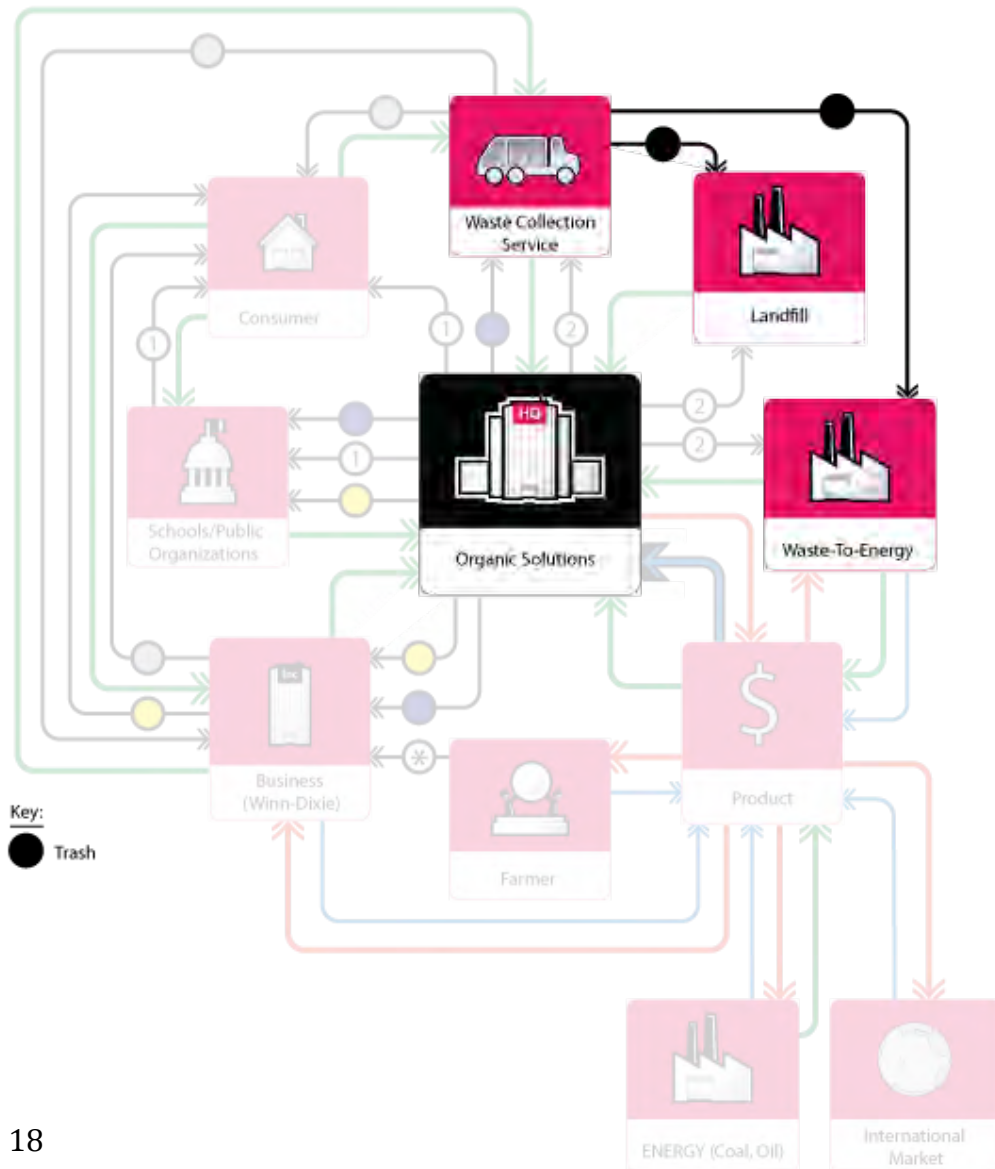 Waste Collection
Service
Landfill
Consumer
1
1
2
HQ
2
2
1
Schools/Public
Organizations
Organic Solutions
Waste-To-Energy
Inc
$
*
Business
(Winn-Dixie)
Product
Key:
Trash
Farmer
18
ENERGY (Coal, Oil)
International
Market